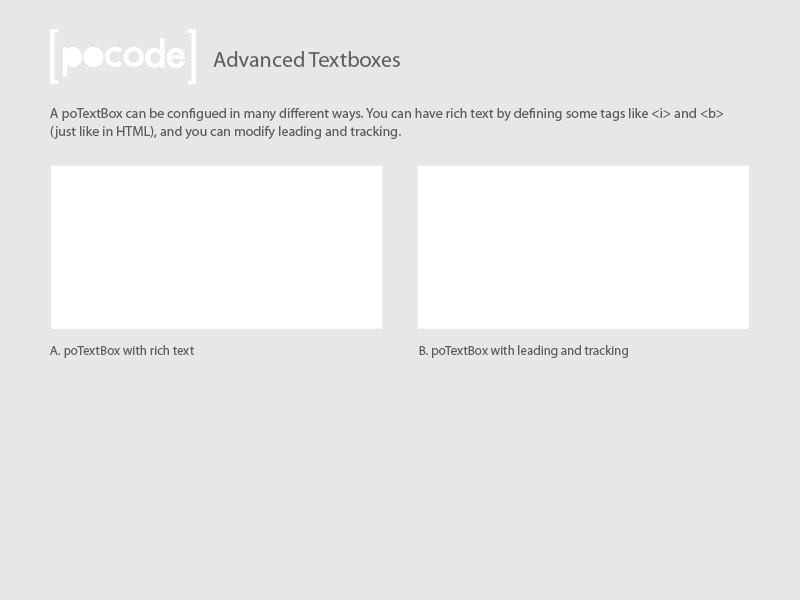 [pocode] Advanced Textboxes
A poTextBox can be configued in many different ways. You can have rich text by defining some tags like <i> and <b>
(just like in HTML), and you can modify leading and tracking.
A. poTextBox with rich text
B. poTextBox with leading and tracking